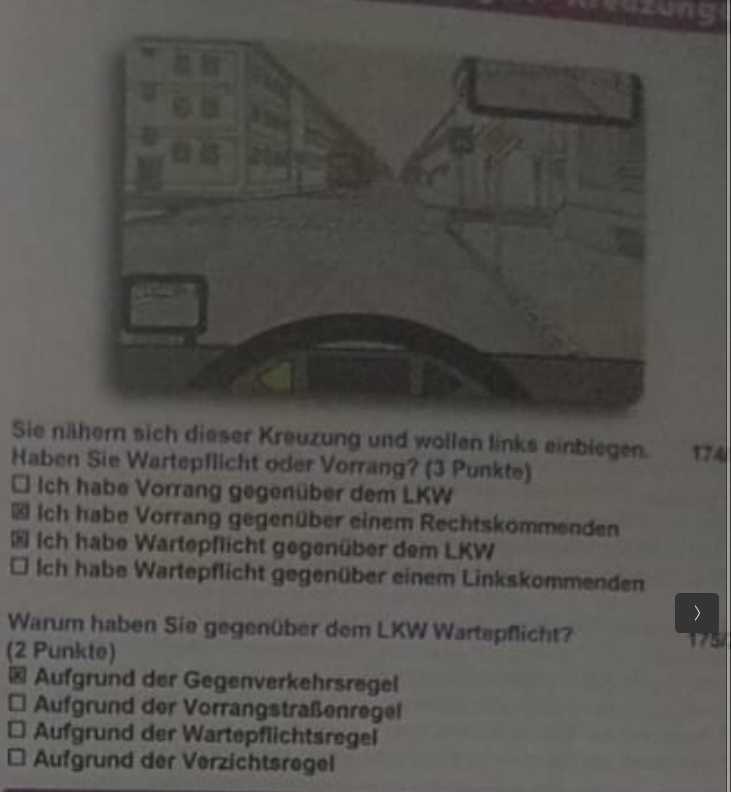 Kreuzung
Sie nähern sich dieser Kreuzung und wollen links einbiegen. 174
Haben Sie Wartepflicht oder Vorrang? (3 Punkte)
☐ Ich habe Vorrang gegenüber dem LKW
☒ Ich habe Vorrang gegenüber einem Rechtskommenden
☒ Ich habe Wartepflicht gegenüber dem LKW
☐ Ich habe Wartepflicht gegenüber einem Linkskommenden
Warum haben Sie gegenüber dem LKW Wartepflicht? 175/
(2 Punkte)
☒ Aufgrund der Gegenverkehrsregel
☐ Aufgrund der Vorrangstraßenregel
☐ Aufgrund der Wartepflichtsregel
☐ Aufgrund der Verzichtsregel